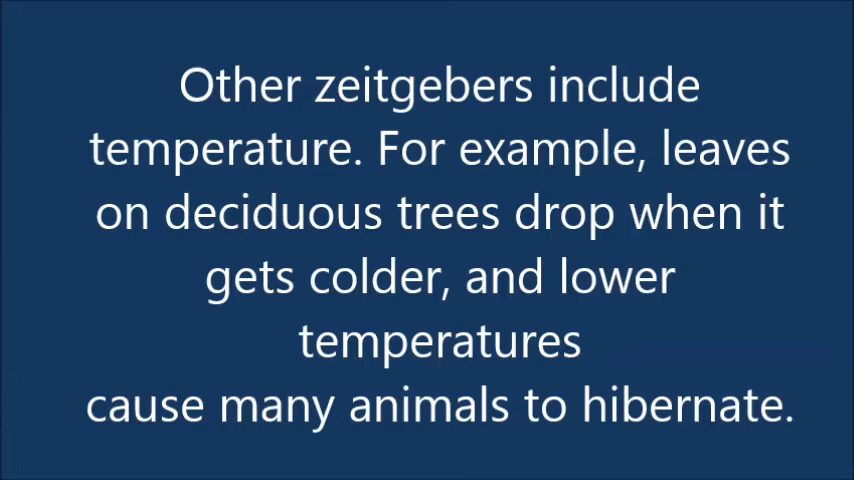 Other zeitgebers include
temperature. For example, leaves
on deciduous trees drop when it
gets colder, and lower
temperatures
cause many animals to hibernate.